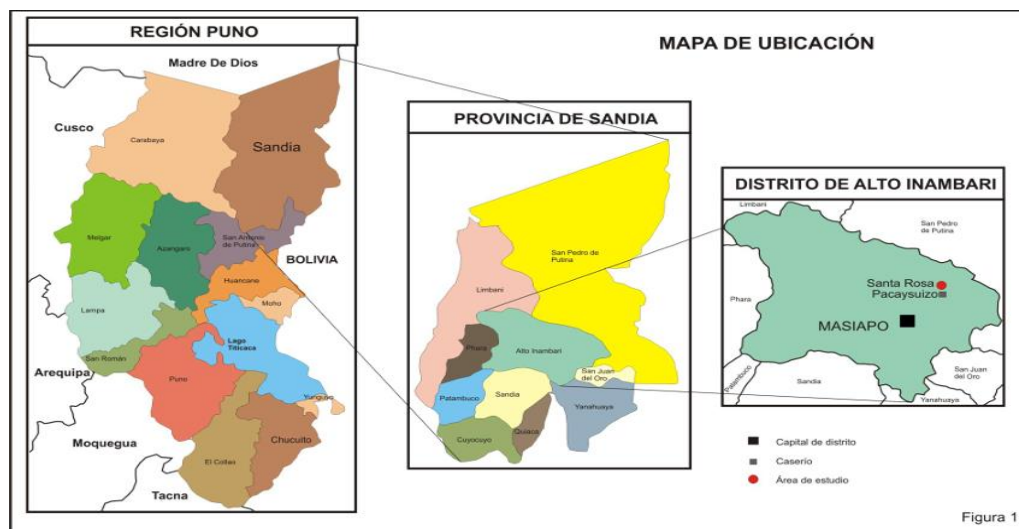 REGIÓN PUNO
Madre De Dios
Cusco
Carabaya
Sandia
Melgar
Azangaro
San Antonio
de Putina
BOLIVIA
Huancane
Moho
Lampa
Lago
Titicaca
San Román
Arequipa
Puno
Yunguyo
Moquegua
Chucuito
El Collao
Tacna
MAPA DE UBICACIÓN
PROVINCIA DE SANDIA
San Pedro de
Putina
Limbani
Phara
Alto Inambari
San Juan
del Oro
Patambuco
Sandia
Yanahuaya
Quiaca
Cuyocuyo
DISTRITO DE ALTO INAMBARI
Limbani
San Pedro
de Putina
Phara
Santa Rosa
Pacaysuizo
MASIAPO
Patambuco
Sandia
San Juan
del Oro
Yanahuaya
Capital de distrito
Caserío
Área de estudio
Figura 1